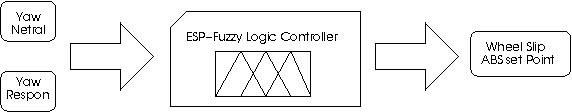 Yaw
Netral
Yaw
Respon
ESP-Fuzzy Logic Controller
Wheel Slip
ABS set Point